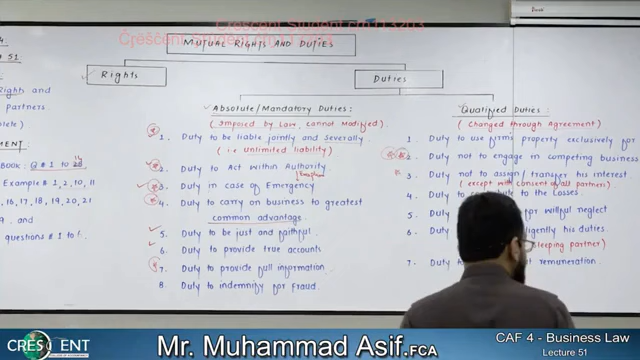 Crescent Student cm113203
MUTUAL RIGHTS AND DUTIES
Rights
Duties
51
Rights and
partners.
BOOK: Q # 1 to
Example # 1, 2, 10, 11
16, 17, 18, 19, 20, 21
and
questions # 1 to
Absolute/Mandatory Duties:
(Imposed by Law, cannot Modified)
1. Duty to be liable jointly and severally
(i.e unlimited liability)
2. Duty to Act within Authority
3. Duty in case of Emergency
4. Duty to carry on business to greatest
common advantage
5. Duty to be just and faithful
6. Duty to provide true accounts
7. Duty to provide full information
8. Duty to indemnify for fraud
Qualified Duties:
(Changed through Agreement)
1. Duty to use firm's property exclusively for
2. Duty not to engage in competing business
3. Duty not to assign/transfer his interest
(except with consent of all partner)
4. Duty to the Losses
5. Duty for willful neglect
6. Duty his duties
(sleeping partner)
7. Duty remuneration
CRESCENT
Mr. Muhammad Asif.FCA
CAF 4 - Business Law
Lecture 51